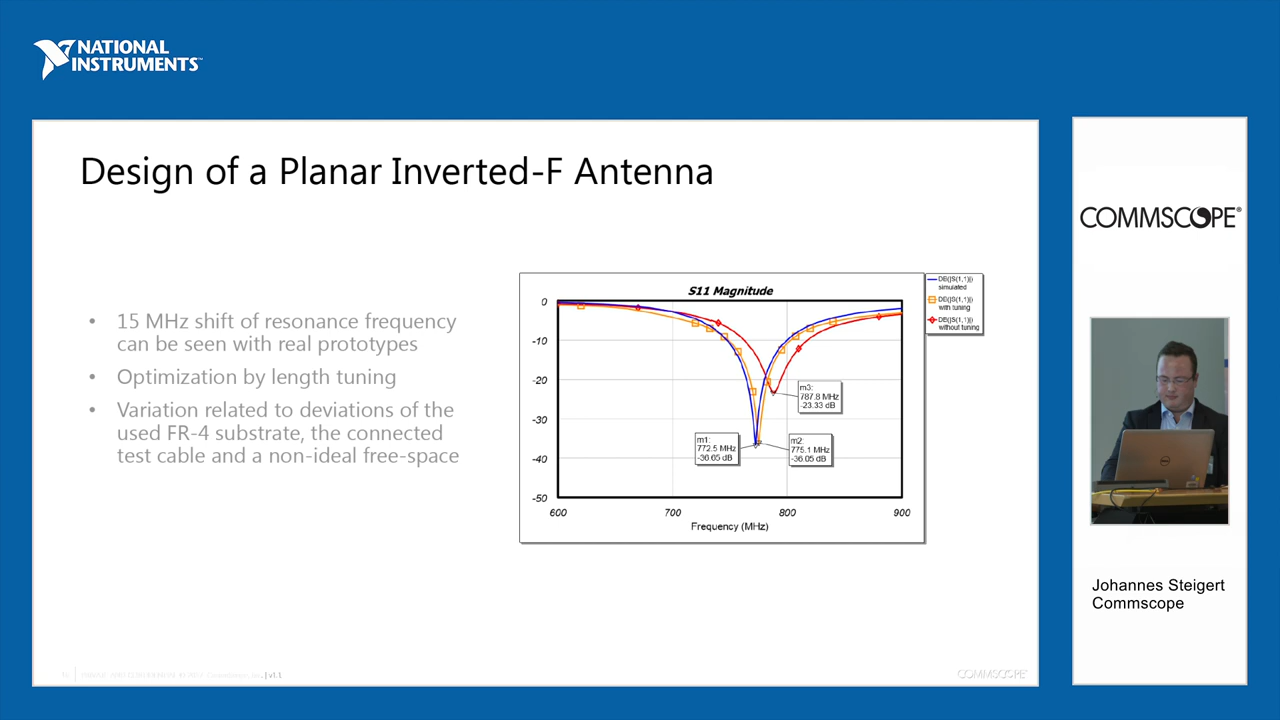 NATIONAL
INSTRUMENTS™
Design of a Planar Inverted-F Antenna
• 15 MHz shift of resonance frequency
can be seen with real prototypes
• Optimization by length tuning
• Variation related to deviations of the
used FR-4 substrate, the connected
test cable and a non-ideal free-space
S11 Magnitude
0
-10
-20
-30
-40
-50
600
700
800
900
Frequency (MHz)
m1:
772.5 MHz
-36.65 dB
m2:
775.1 MHz
-36.05 dB
m3:
787.8 MHz
-23.33 dB
DB(|S(1,1)|)
simulated
DB(|S(1,1)|)
with tuning
DB(|S(1,1)|)
without tuning
COMMSCOPE
COMMSCOPE®
DELL
Johannes Steigert
Commscope